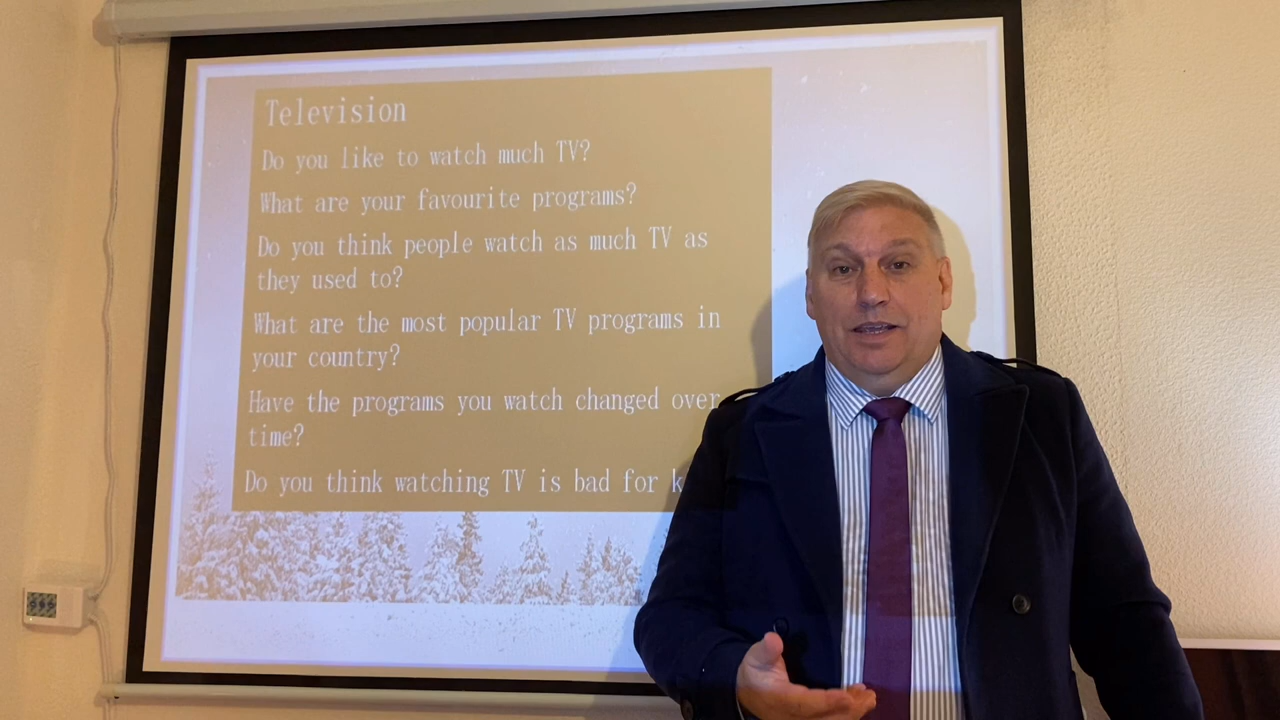 Television
Do you like to watch much TV?
What are your favourite programs?
Do you think people watch as much TV as
they used to?
What are the most popular TV programs in
your country?
Have the programs you watch changed over
time?
Do you think watching TV is bad for